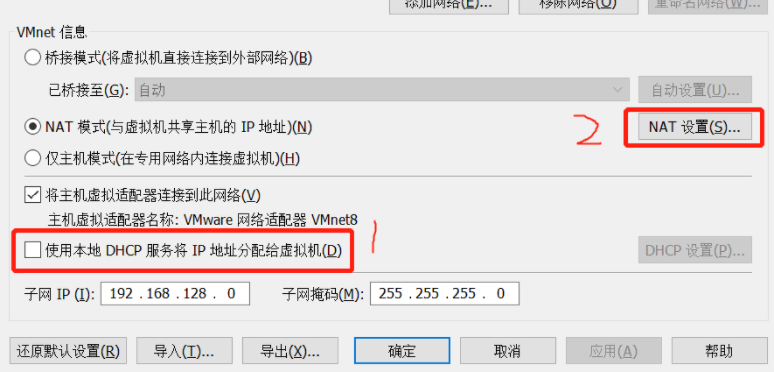 添加网络(E)... 移除网络(O) 重命名网络(W)...
VMnet 信息
桥接模式(将虚拟机直接连接到外部网络)(B)
已桥接至(G): 自动 自动设置(U)...
NAT 模式(与虚拟机共享主机的 IP 地址)(N) 2 NAT 设置(S)...
仅主机模式(在专用网络内连接虚拟机)(H)
将主机虚拟适配器连接到此网络(V)
主机虚拟适配器名称: VMware 网络适配器 VMnet8
使用本地 DHCP 服务将 IP 地址分配给虚拟机(D) 1 DHCP 设置(P)...
子网 IP (I): 192 . 168 . 128 . 0 子网掩码(M): 255 . 255 . 255 . 0
还原默认设置(R) 导入(T)... 导出(X)... 确定 取消 应用(A) 帮助